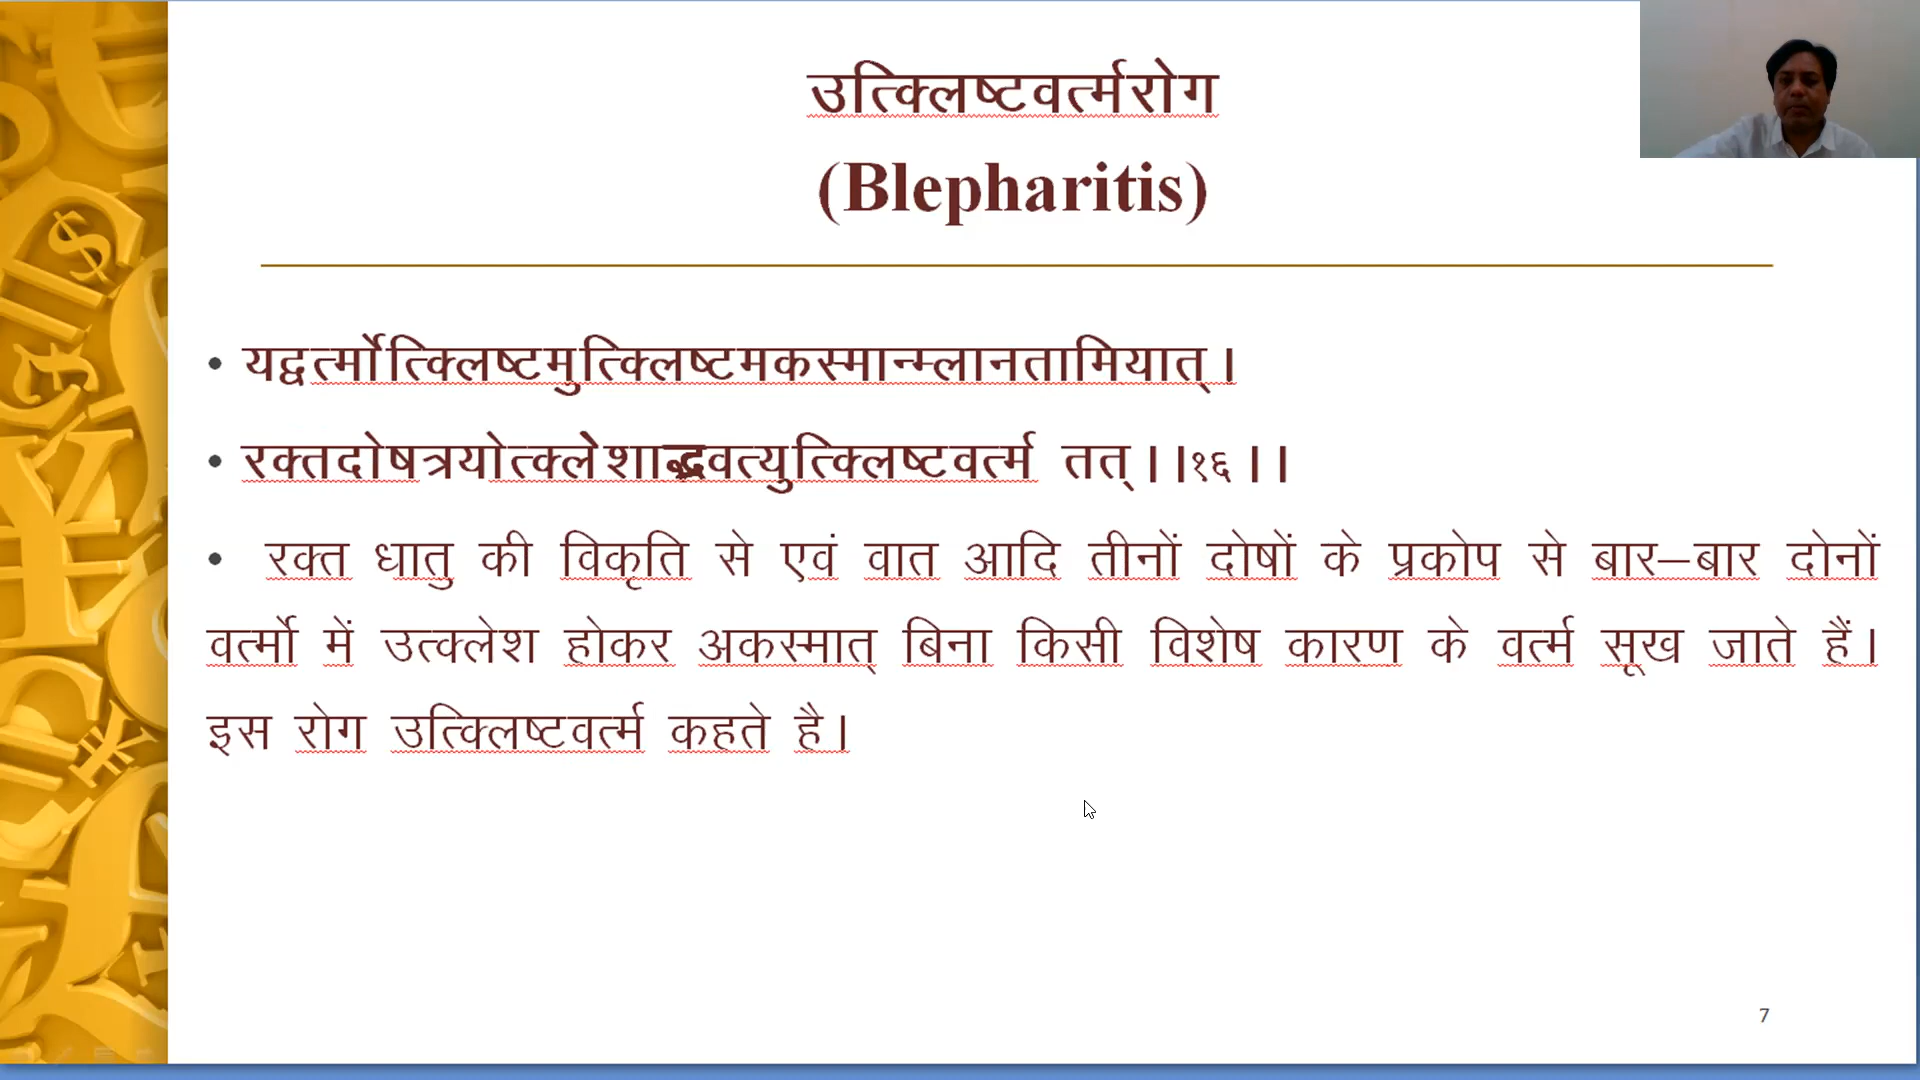 उत्क्लिष्टवर्त्मरोग
(Blepharitis)
• यद्वर्त्मोत्क्लिष्टमुत्क्लिष्टमकस्मान्म्लानतामियात्।
• रक्तदोषत्रयोत्क्लेशाद्भवत्युत्क्लिष्टवर्त्म तत्।।१६।।
• रक्त धातु की विकृति से एवं वात आदि तीनों दोषों के प्रकोप से बार–बार दोनों
वर्त्मों में उत्क्लेश होकर अकस्मात् बिना किसी विशेष कारण के वर्त्म सूख जाते हैं।
इस रोग उत्क्लिष्टवर्त्म कहते है।
7